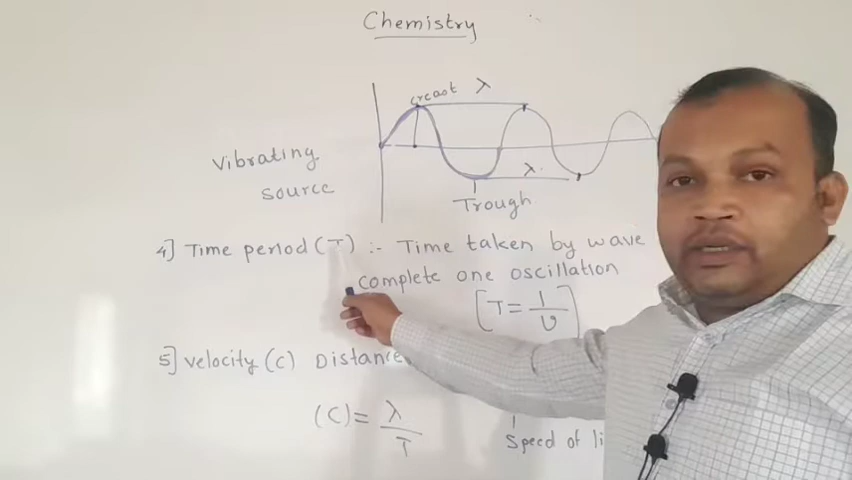 Chemistry
creast λ
Vibrating
source
λ
Trough
4] Time period (T) :- Time taken by wave
complete one oscillation
[T = 1/υ]
5] Velocity (C) Distance
(C) = λ/T
Speed of